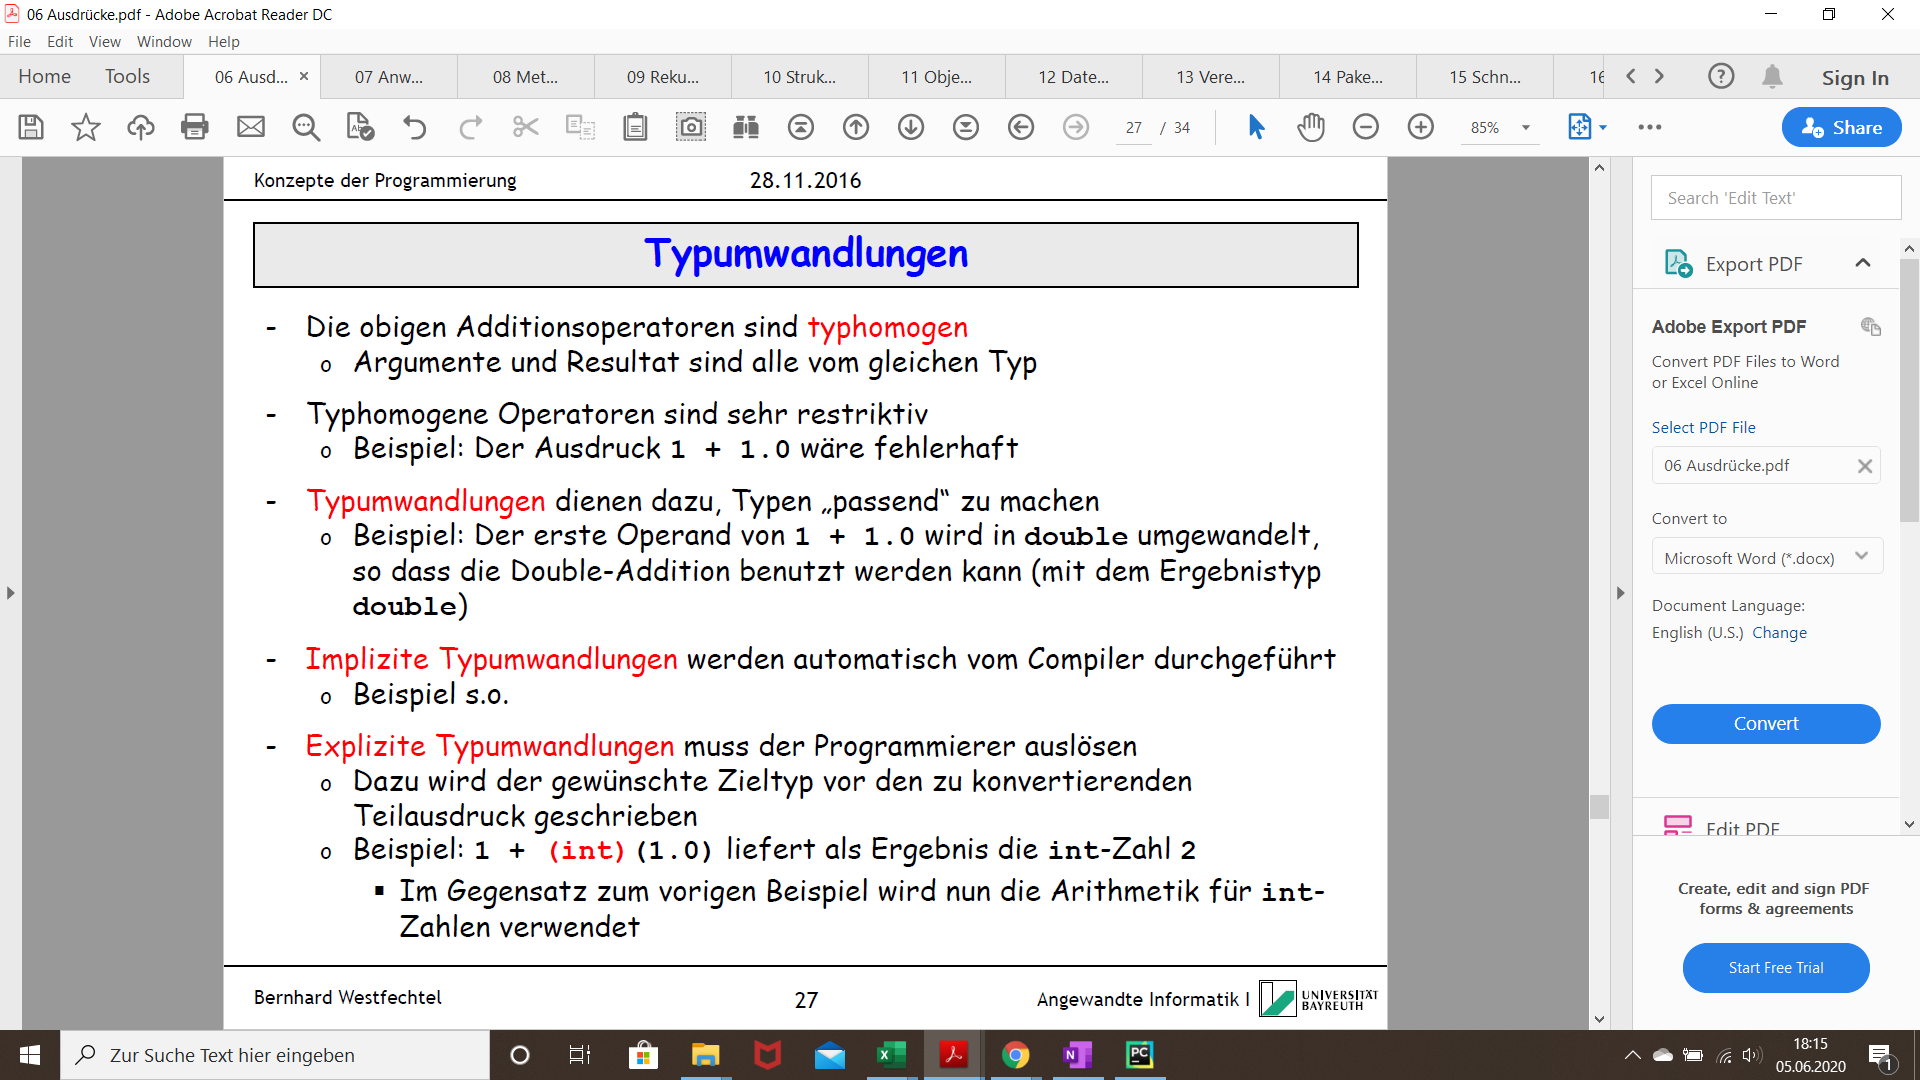 06 Ausdrücke.pdf - Adobe Acrobat Reader DC
File Edit View Window Help
Home Tools 06 Ausd... 07 Anw... 08 Met... 09 Reku... 10 Struk... 11 Obje... 12 Date... 13 Vere... 14 Pake... 15 Schn... 16 Sign In
27 / 34 85% Share
Konzepte der Programmierung 28.11.2016
Typumwandlungen
- Die obigen Additionsoperatoren sind typhomogen
o Argumente und Resultat sind alle vom gleichen Typ
- Typhomogene Operatoren sind sehr restriktiv
o Beispiel: Der Ausdruck 1 + 1.0 wäre fehlerhaft
- Typumwandlungen dienen dazu, Typen „passend“ zu machen
o Beispiel: Der erste Operand von 1 + 1.0 wird in double umgewandelt,
so dass die Double-Addition benutzt werden kann (mit dem Ergebnistyp
double)
- Implizite Typumwandlungen werden automatisch vom Compiler durchgeführt
o Beispiel s.o.
- Explizite Typumwandlungen muss der Programmierer auslösen
o Dazu wird der gewünschte Zieltyp vor den zu konvertierenden
Teilausdruck geschrieben
o Beispiel: 1 + (int)(1.0) liefert als Ergebnis die int-Zahl 2
▪ Im Gegensatz zum vorigen Beispiel wird nun die Arithmetik für int-
Zahlen verwendet
Bernhard Westfechtel 27 Angewandte Informatik I
UNIVERSITÄT
BAYREUTH
Search 'Edit Text'
Export PDF
Adobe Export PDF
Convert PDF Files to Word
or Excel Online
Select PDF File
06 Ausdrücke.pdf
Convert to
Microsoft Word (*.docx)
Document Language:
English (U.S.) Change
Convert
Edit PDF
Create, edit and sign PDF
forms & agreements
Start Free Trial
Zur Suche Text hier eingeben
PC
18:15
05.06.2020
1